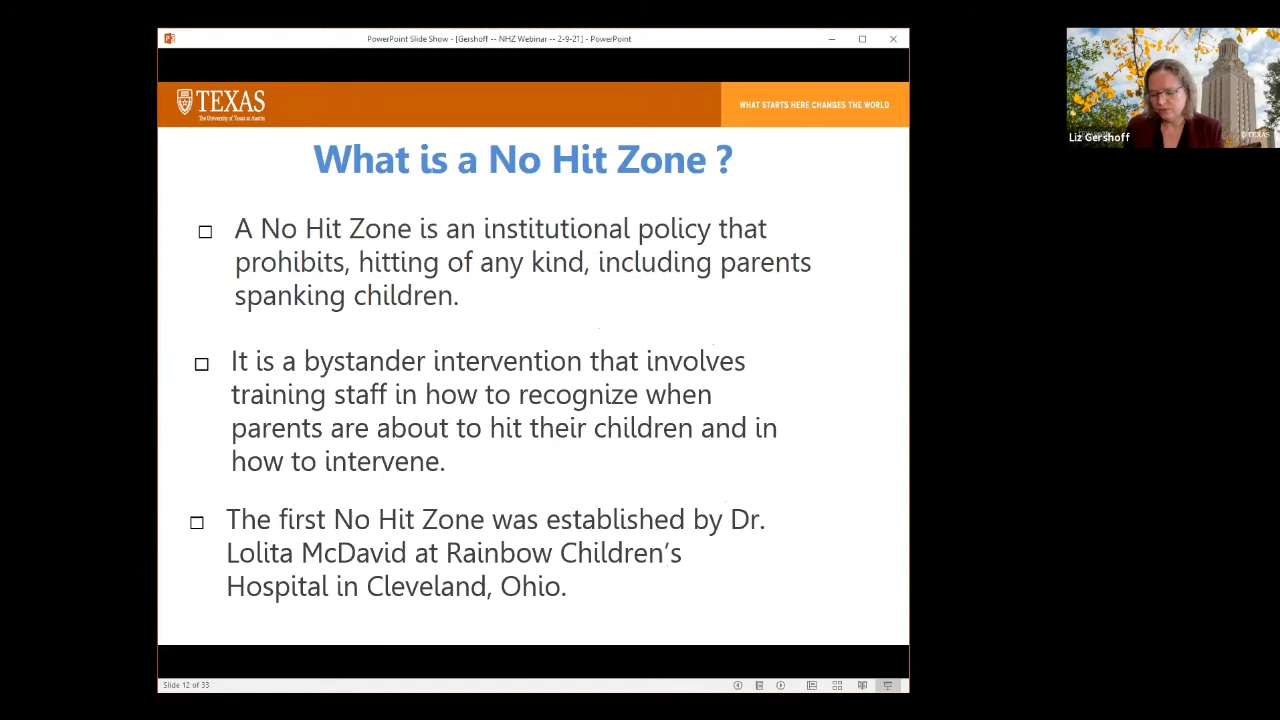 PowerPoint Slide Show - [Gershoff -- NHZ Webinar -- 2-9-21] - PowerPoint
TEXAS
The University of Texas at Austin
WHAT STARTS HERE CHANGES THE WORLD
What is a No Hit Zone ?
A No Hit Zone is an institutional policy that
prohibits, hitting of any kind, including parents
spanking children.
It is a bystander intervention that involves
training staff in how to recognize when
parents are about to hit their children and in
how to intervene.
The first No Hit Zone was established by Dr.
Lolita McDavid at Rainbow Children's
Hospital in Cleveland, Ohio.
Slide 12 of 33
Liz Gershoff
TEXAS